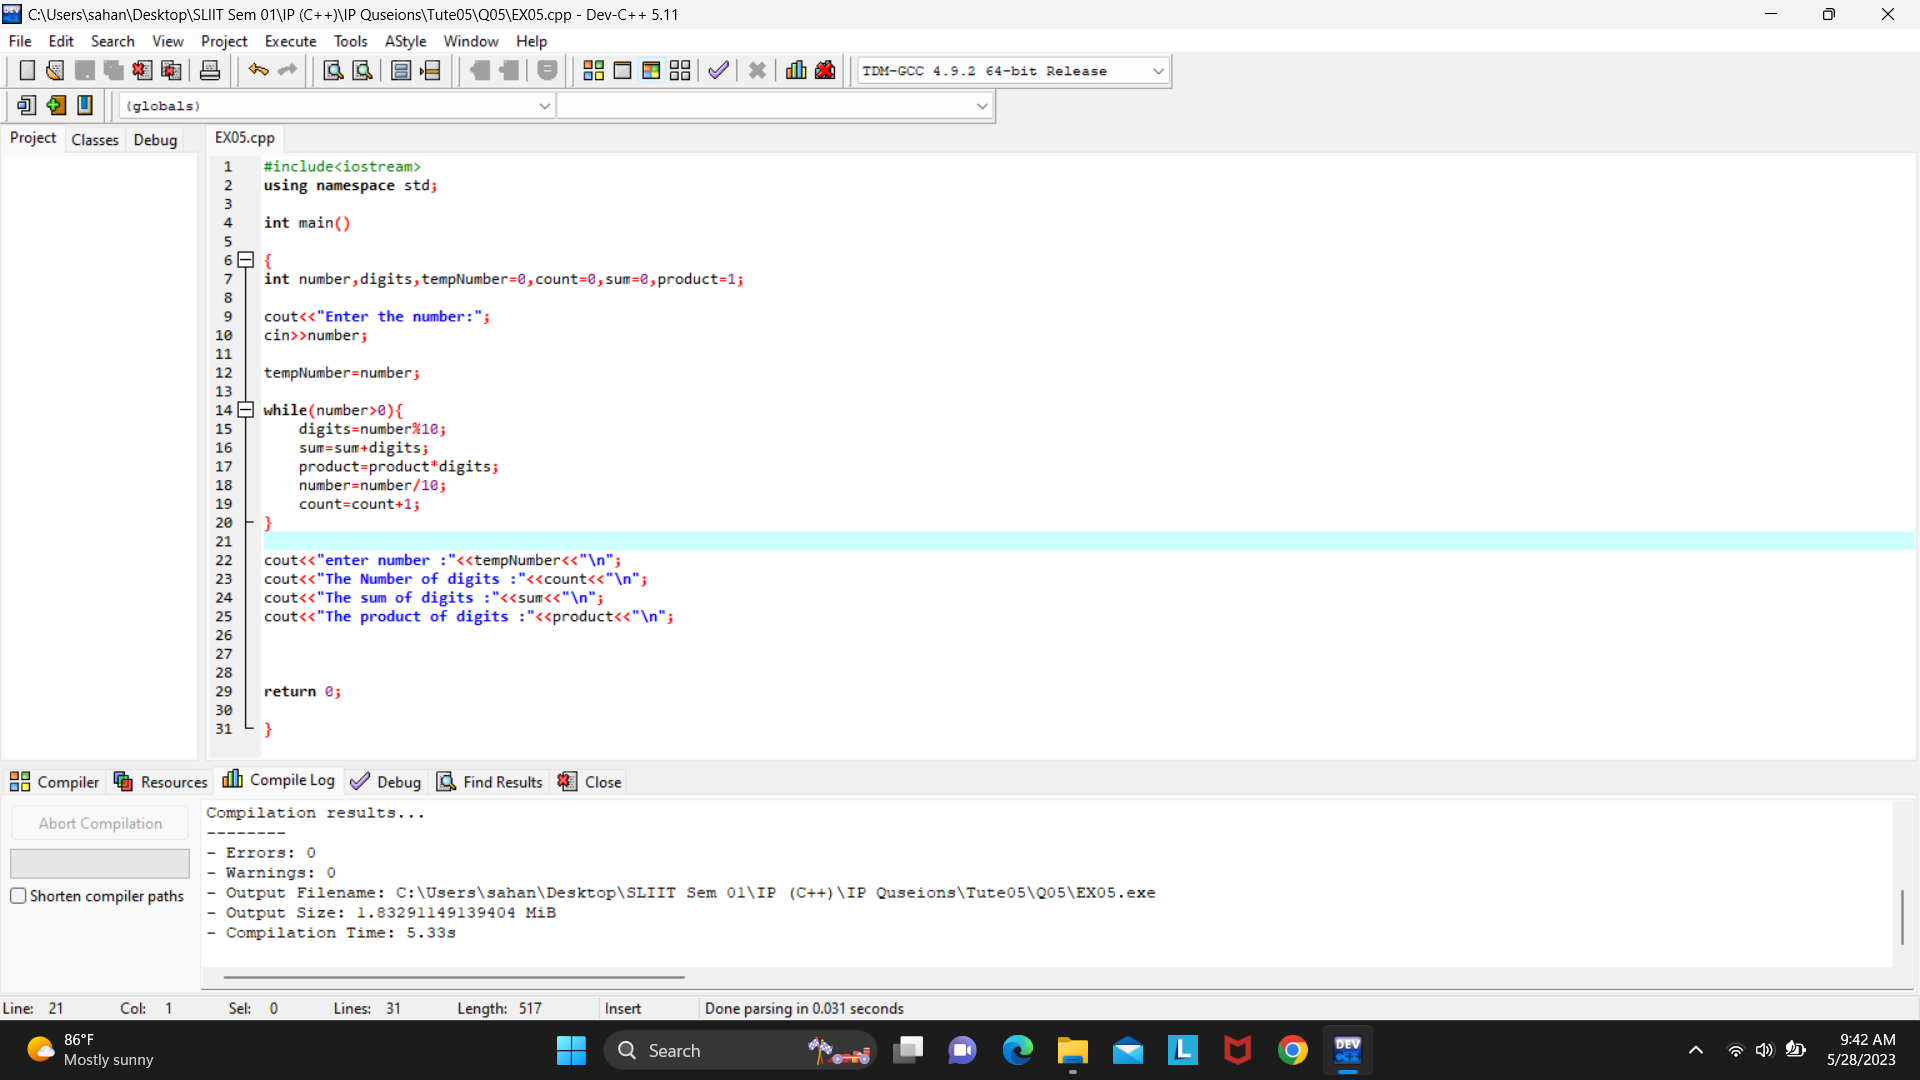 C:\Users\sahan\Desktop\SLIIT Sem 01\IP (C++)\IP Quseions\Tute05\Q05\EX05.cpp - Dev-C++ 5.11
File Edit Search View Project Execute Tools AStyle Window Help
TDM-GCC 4.9.2 64-bit Release
(globals)
Project Classes Debug EX05.cpp
1 #include<iostream>
2 using namespace std;
3
4 int main()
5
6 {
7 int number,digits,tempNumber=0,count=0,sum=0,product=1;
8
9 cout<<"Enter the number:";
10 cin>>number;
11
12 tempNumber=number;
13
14 while(number>0){
15 digits=number%10;
16 sum=sum+digits;
17 product=product*digits;
18 number=number/10;
19 count=count+1;
20 }
21
22 cout<<"enter number :"<<tempNumber<<"\n";
23 cout<<"The Number of digits :"<<count<<"\n";
24 cout<<"The sum of digits :"<<sum<<"\n";
25 cout<<"The product of digits :"<<product<<"\n";
26
27
28
29 return 0;
30
31 }
Compiler Resources Compile Log Debug Find Results Close
Abort Compilation
Shorten compiler paths
Compilation results...
--------
- Errors: 0
- Warnings: 0
- Output Filename: C:\Users\sahan\Desktop\SLIIT Sem 01\IP (C++)\IP Quseions\Tute05\Q05\EX05.exe
- Output Size: 1.83291149139404 MiB
- Compilation Time: 5.33s
Line: 21 Col: 1 Sel: 0 Lines: 31 Length: 517 Insert Done parsing in 0.031 seconds
86°F
Mostly sunny
Search
L
DEV
C++
9:42 AM
5/28/2023